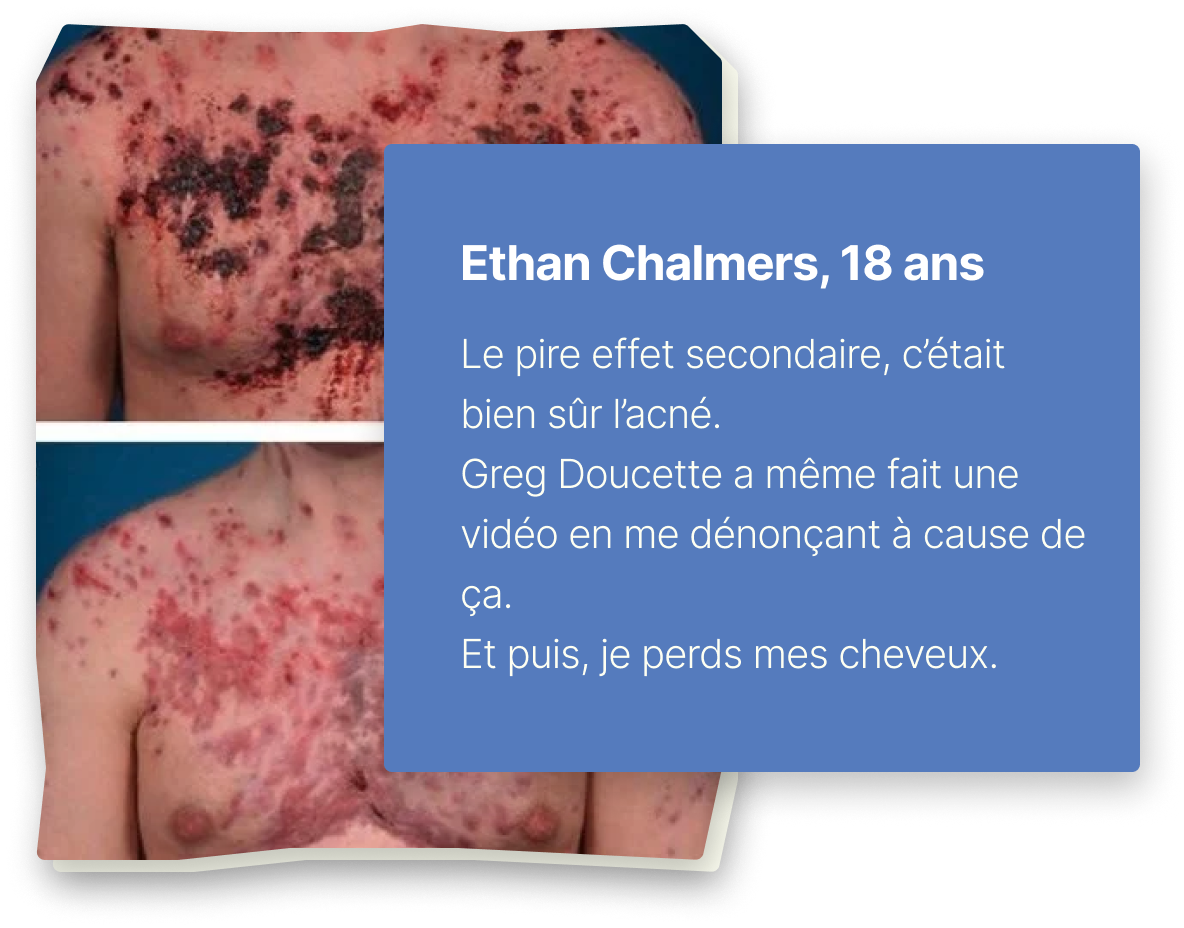 Ethan Chalmers, 18 ans
Le pire effet secondaire, c’était
bien sûr l’acné.
Greg Doucette a même fait une
vidéo en me dénonçant à cause de
ça.
Et puis, je perds mes cheveux.